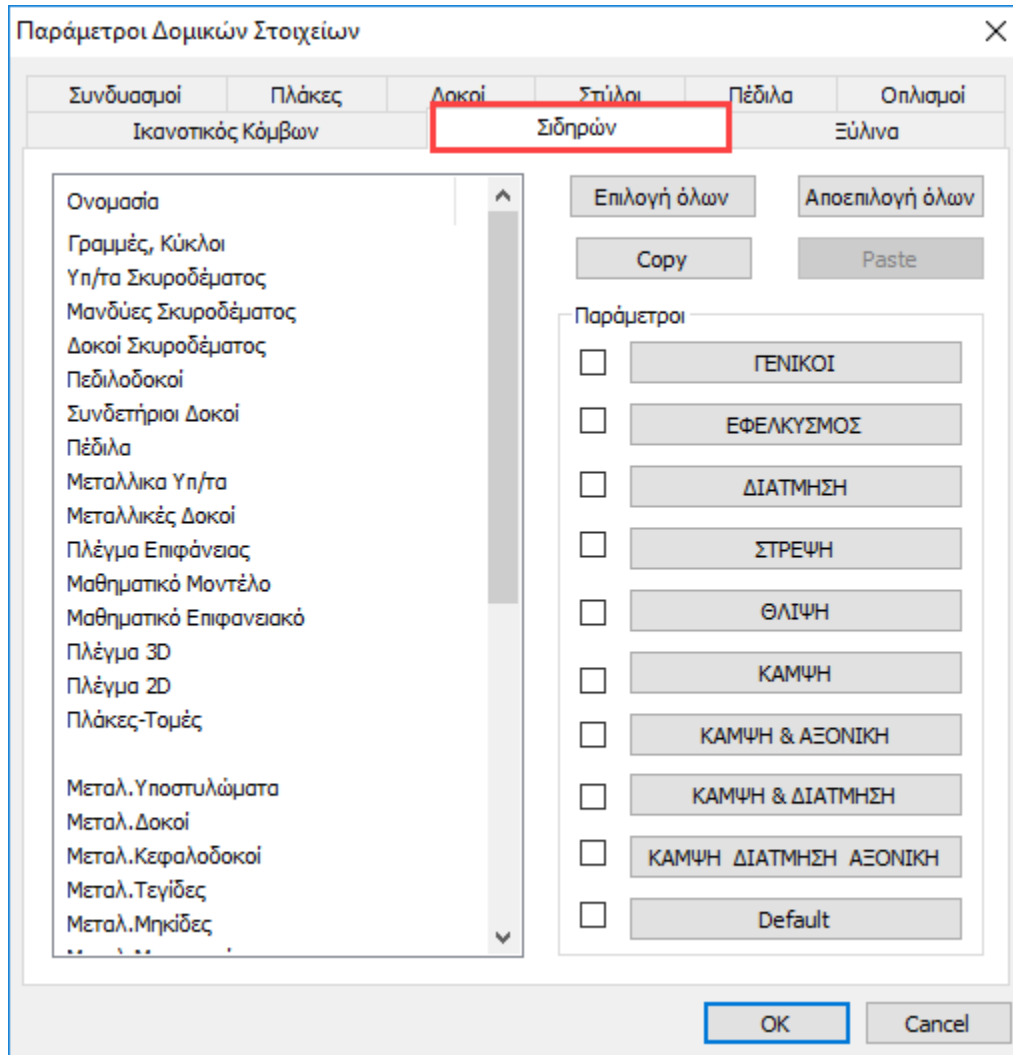 Παράμετροι Δομικών Στοιχείων
Συνδυασμοί Πλάκες Δοκοί Στύλοι Πέδιλα Οπλισμοί
Ικανοτικός Κόμβων Σιδηρών Ξύλινα
Ονομασία
Γραμμές, Κύκλοι
Υπ/τα Σκυροδέματος
Μανδύες Σκυροδέματος
Δοκοί Σκυροδέματος
Πεδιλοδοκοί
Συνδετήριοι Δοκοί
Πέδιλα
Μεταλλικα Υπ/τα
Μεταλλικές Δοκοί
Πλέγμα Επιφάνειας
Μαθηματικό Μοντέλο
Μαθηματικό Επιφανειακό
Πλέγμα 3D
Πλέγμα 2D
Πλάκες-Τομές
Μεταλ.Υποστυλώματα
Μεταλ.Δοκοί
Μεταλ.Κεφαλοδοκοί
Μεταλ.Τεγίδες
Μεταλ.Μηκίδες
Επιλογή όλων Αποεπιλογή όλων
Copy Paste
Παράμετροι
ΓΕΝΙΚΟΙ
ΕΦΕΛΚΥΣΜΟΣ
ΔΙΑΤΜΗΣΗ
ΣΤΡΕΨΗ
ΘΛΙΨΗ
ΚΑΜΨΗ
ΚΑΜΨΗ & ΑΞΟΝΙΚΗ
ΚΑΜΨΗ & ΔΙΑΤΜΗΣΗ
ΚΑΜΨΗ ΔΙΑΤΜΗΣΗ ΑΞΟΝΙΚΗ
Default
OK Cancel